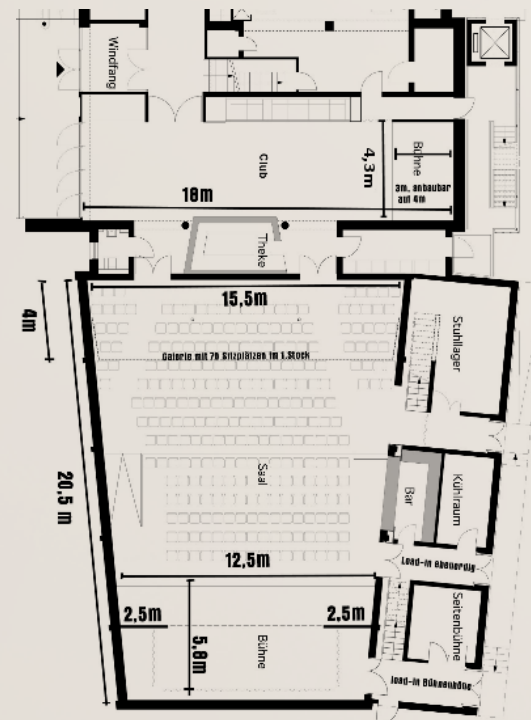 Windfang
Club
4,3m
Bühne
3m, anbaubar
auf 4m
18m
Theke
15,5m
4m
Galerie mit 70 Sitzplätzen im 1.Stock
Stuhllager
20,5 m
Saal
Bar
Kühlraum
Load-in ebenerdig
12,5m
2,5m
2,5m
5,8m
Bühne
Seitenbühne
load-in Bühnenhöhe